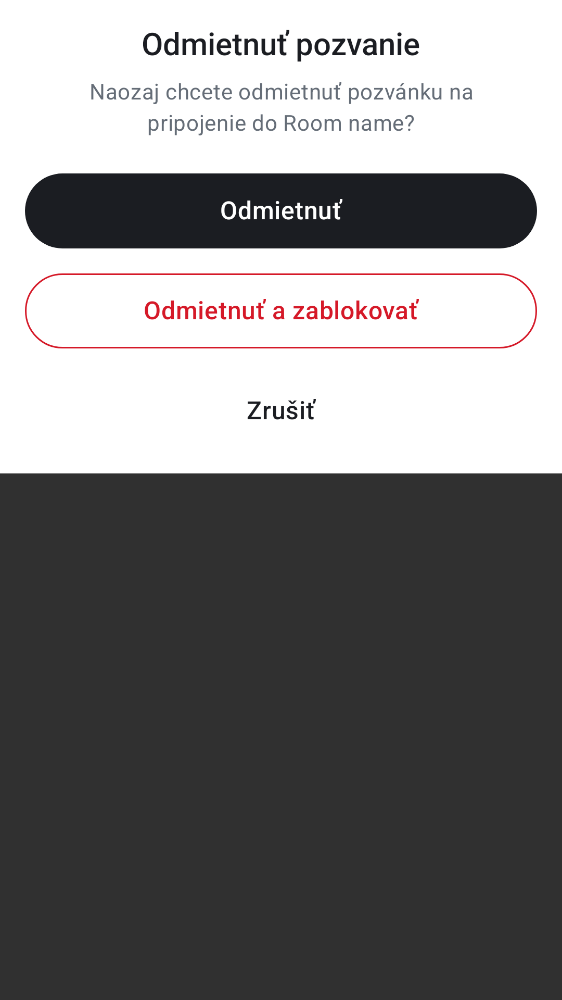 Odmietnuť pozvanie
Naozaj chcete odmietnuť pozvánku na
pripojenie do Room name?
Odmietnuť
Odmietnuť a zablokovať
Zrušiť